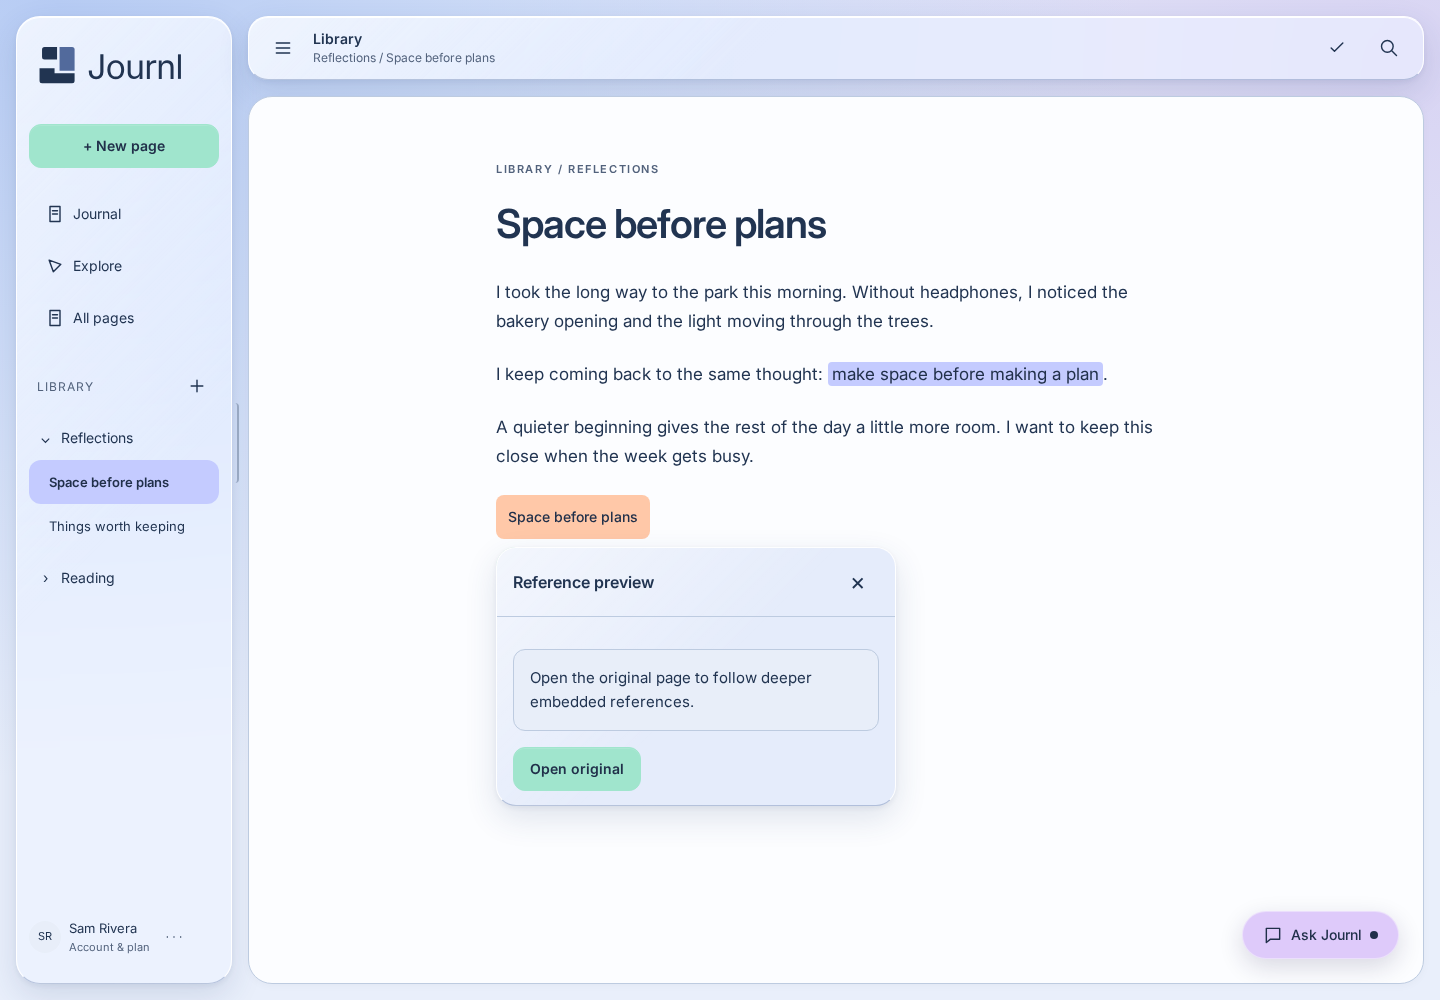 Journl
+ New page
Journal
Explore
All pages
LIBRARY
Reflections
Space before plans
Things worth keeping
Reading
SR
Sam Rivera
Account & plan
...
Library
Reflections / Space before plans
LIBRARY / REFLECTIONS
Space before plans
I took the long way to the park this morning. Without headphones, I noticed the
bakery opening and the light moving through the trees.
I keep coming back to the same thought: make space before making a plan.
A quieter beginning gives the rest of the day a little more room. I want to keep this
close when the week gets busy.
Space before plans
Reference preview
Open the original page to follow deeper
embedded references.
Open original
Ask Journl